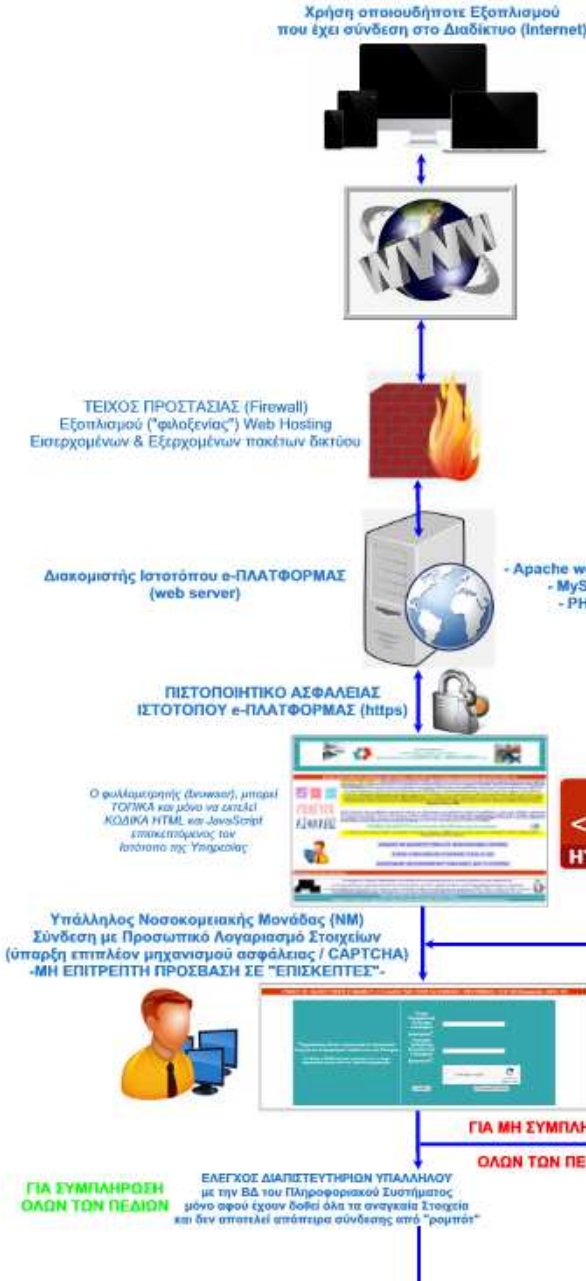 Χρήση οποιουδήποτε Εξοπλισμού
που έχει σύνδεση στο Διαδίκτυο (Internet)
WWW
ΤΕΙΧΟΣ ΠΡΟΣΤΑΣΙΑΣ (Firewall)
Εξοπλισμού ("φιλοξενίας") Web Hosting
Εισερχομένων & Εξερχομένων πακέτων δικτύου
Διακομιστής Ιστοτόπου e-ΠΛΑΤΦΟΡΜΑΣ
(web server)
- Apache we
- MyS
- PH
ΠΙΣΤΟΠΟΙΗΤΙΚΟ ΑΣΦΑΛΕΙΑΣ
ΙΣΤΟΤΟΠΟΥ e-ΠΛΑΤΦΟΡΜΑΣ (https)
Ο φυλλομετρητής (browser), μπορεί
ΤΟΠΙΚΑ και μόνο να εκτελεί
ΚΩΔΙΚΑ HTML και JavaScript
επισκεπτόμενος τον
Ιστότοπο της Υπηρεσίας
<
HT
Υπάλληλος Νοσοκομειακής Μονάδας (ΝΜ)
Σύνδεση με Προσωπικό Λογαριασμό Στοιχείων
(ύπαρξη επιπλέον μηχανισμού ασφάλειας / CAPTCHA)
-ΜΗ ΕΠΙΤΡΕΠΤΗ ΠΡΟΣΒΑΣΗ ΣΕ "ΕΠΙΣΚΕΠΤΕΣ"-
ΓΙΑ ΜΗ ΣΥΜΠΛΗ
ΟΛΩΝ ΤΩΝ ΠΕ
ΓΙΑ ΣΥΜΠΛΗΡΩΣΗ
ΟΛΩΝ ΤΩΝ ΠΕΔΙΩΝ
ΕΛΕΓΧΟΣ ΔΙΑΠΙΣΤΕΥΤΗΡΙΩΝ ΥΠΑΛΛΗΛΟΥ
με την ΒΔ του Πληροφοριακού Συστήματος
μόνο αφού έχουν δοθεί όλα τα αναγκαία Στοιχεία
και δεν αποτελεί απόπειρα σύνδεσης από "ρομπότ"